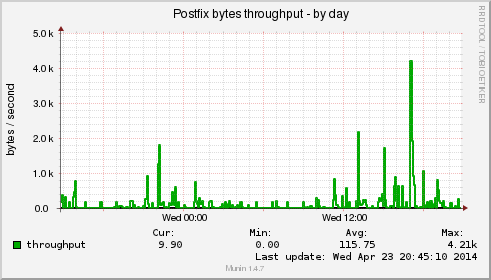 Postfix bytes throughput - by day
RRDTOOL / TOBI OETIKER
bytes / second
5.0 k
4.0 k
3.0 k
2.0 k
1.0 k
0.0
Wed 00:00 Wed 12:00
Cur: Min: Avg: Max:
throughput 9.90 0.00 115.75 4.21k
Last update: Wed Apr 23 20:45:10 2014
Munin 1.4.7